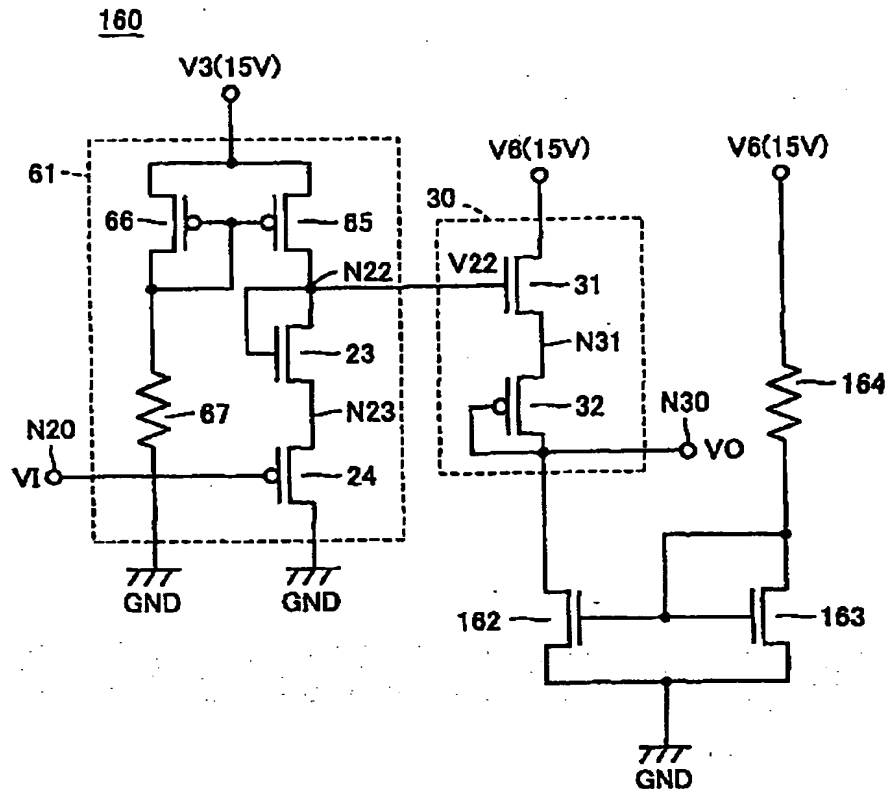 160
V3(15V)
V6(15V)
V6(15V)
61
30
66
65
N22
V22
31
23
N31
164
67
N23
32
N30
N20
VO
VI
24
GND
GND
162
163
GND